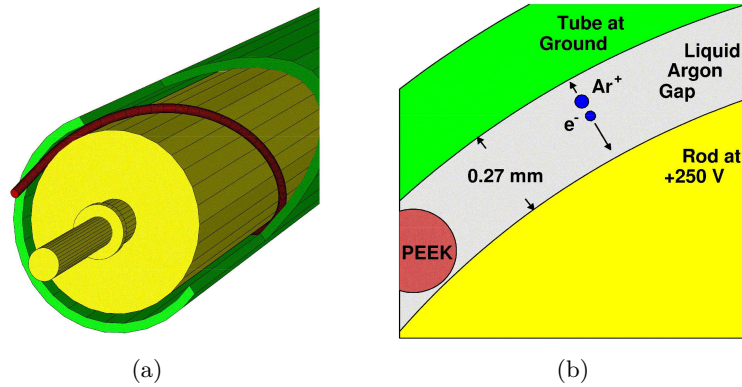 Tube at
Ground
Liquid
Argon
Gap
Ar+
e-
0.27 mm
Rod at
+250 V
PEEK
(a)
(b)